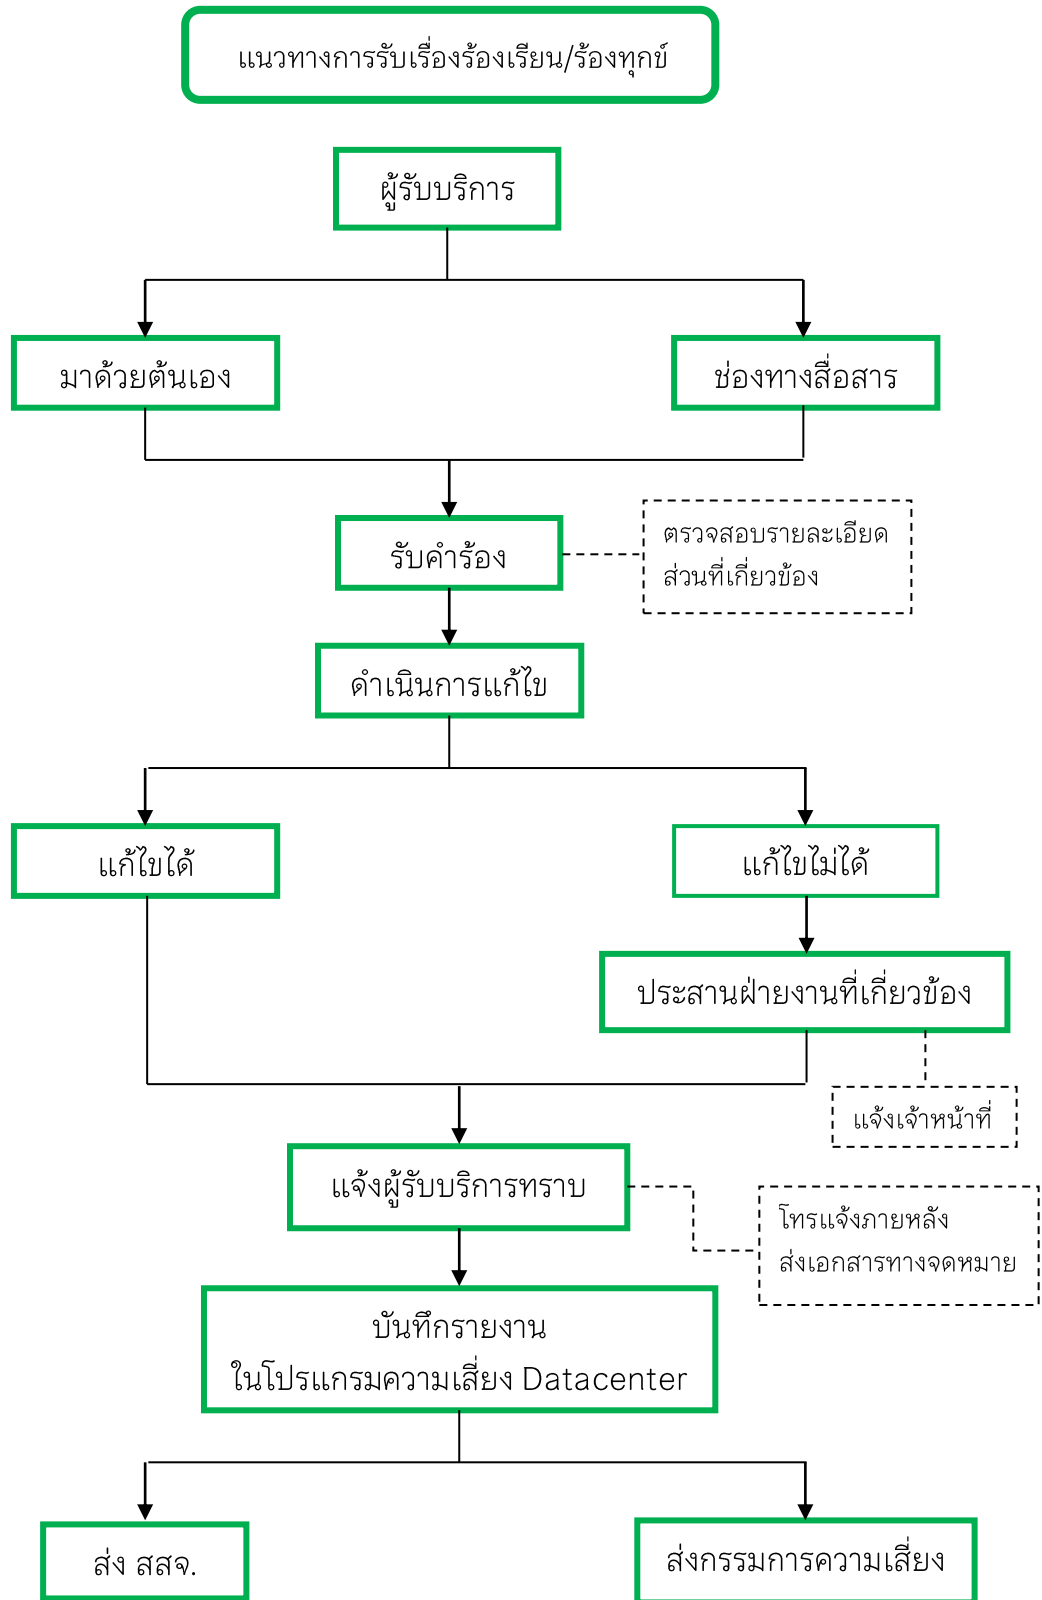 แนวทางการรับเรื่องร้องเรียน/ร้องทุกข์
ผู้รับบริการ
มาด้วยต้นเอง
ช่องทางสื่อสาร
รับคำร้อง
ตรวจสอบรายละเอียด
ส่วนที่เกี่ยวข้อง
ดำเนินการแก้ไข
แก้ไขได้
แก้ไขไม่ได้
ประสานฝ่ายงานที่เกี่ยวข้อง
แจ้งเจ้าหน้าที่
แจ้งผู้รับบริการทราบ
โทรแจ้งภายหลัง
ส่งเอกสารทางจดหมาย
บันทึกรายงาน
ในโปรแกรมความเสี่ยง Datacenter
ส่ง สสจ.
ส่งกรรมการความเสี่ยง